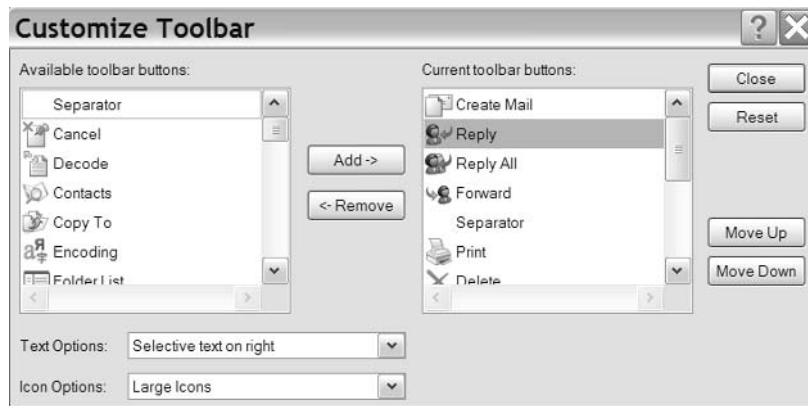 Customize Toolbar
?
Available toolbar buttons:
Separator
Cancel
Decode
Contacts
Copy To
Encoding
Folder List
Add ->
<- Remove
Current toolbar buttons:
Create Mail
Reply
Reply All
Forward
Separator
Print
Delete
Close
Reset
Move Up
Move Down
Text Options: Selective text on right
Icon Options: Large Icons